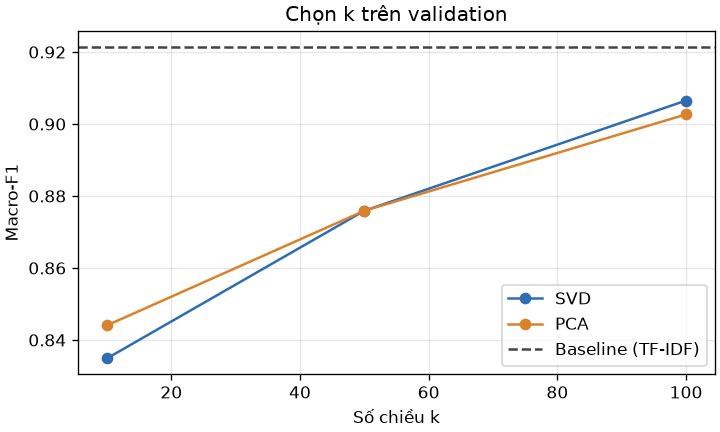 Chọn k trên validation
Macro-F1
0.92
0.90
0.88
0.86
0.84
SVD
PCA
Baseline (TF-IDF)
20 40 60 80 100
Số chiều k